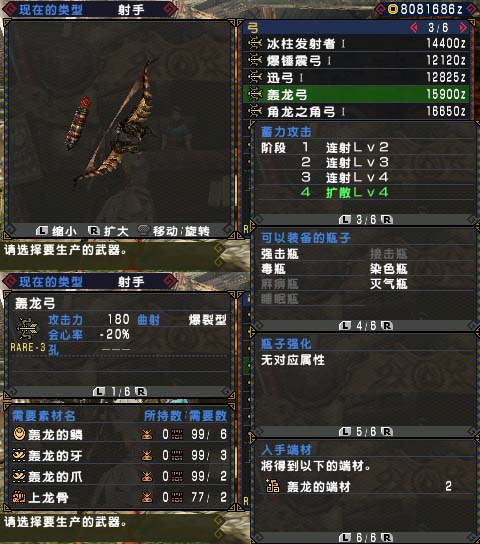 现在的类型 射手
L 缩小 R 扩大 移动/旋转
请选择要生产的武器。
8081686z
弓 3/6
冰柱发射者Ⅰ 14400z
爆锤震弓Ⅰ 12120z
迅弓Ⅰ 12825z
轰龙弓 15900z
角龙之角弓Ⅰ 16650z
蓄力攻击
阶段 1 连射Ｌｖ２
2 连射Ｌｖ３
3 连射Ｌｖ４
4 扩散Ｌｖ４
L 3/6 R
可以装备的瓶子
强击瓶 接击瓶
毒瓶 染色瓶
麻痹瓶 灭气瓶
睡眠瓶
L 4/6 R
瓶子强化
无对应属性
L 5/6 R
入手端材
将得到以下的端材。
轰龙的端材 2
L 6/6 R
现在的类型 射手
轰龙弓
攻击力 180 曲射 爆裂型
会心率 -20%
RARE-3 孔 ———
L 1/6 R
需要素材名 所持数/需要数
轰龙的鳞 0 99/ 6
轰龙的牙 0 99/ 3
轰龙的爪 0 99/ 2
上龙骨 0 77/ 2
请选择要生产的武器。